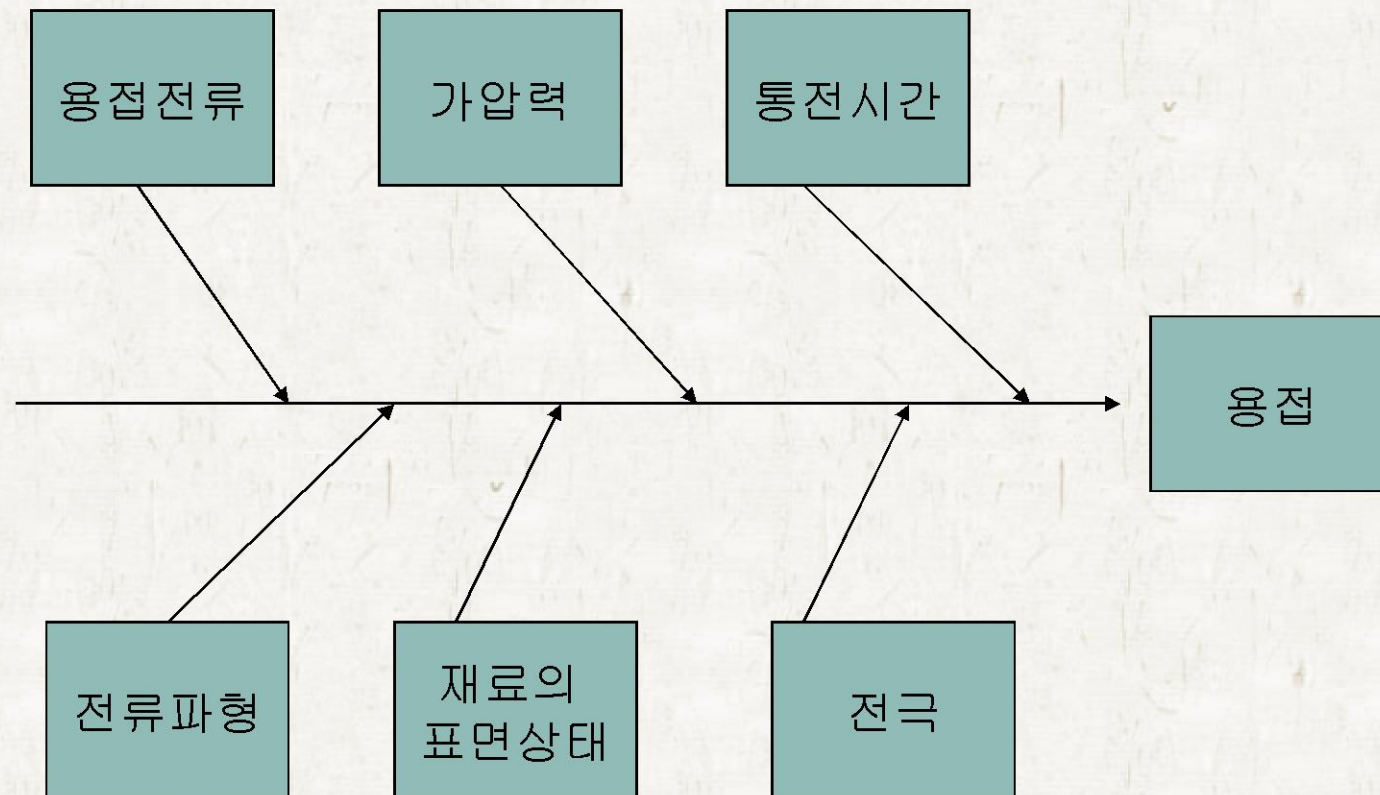 용접전류
가압력
통전시간
용접
전류파형
재료의
표면상태
전극